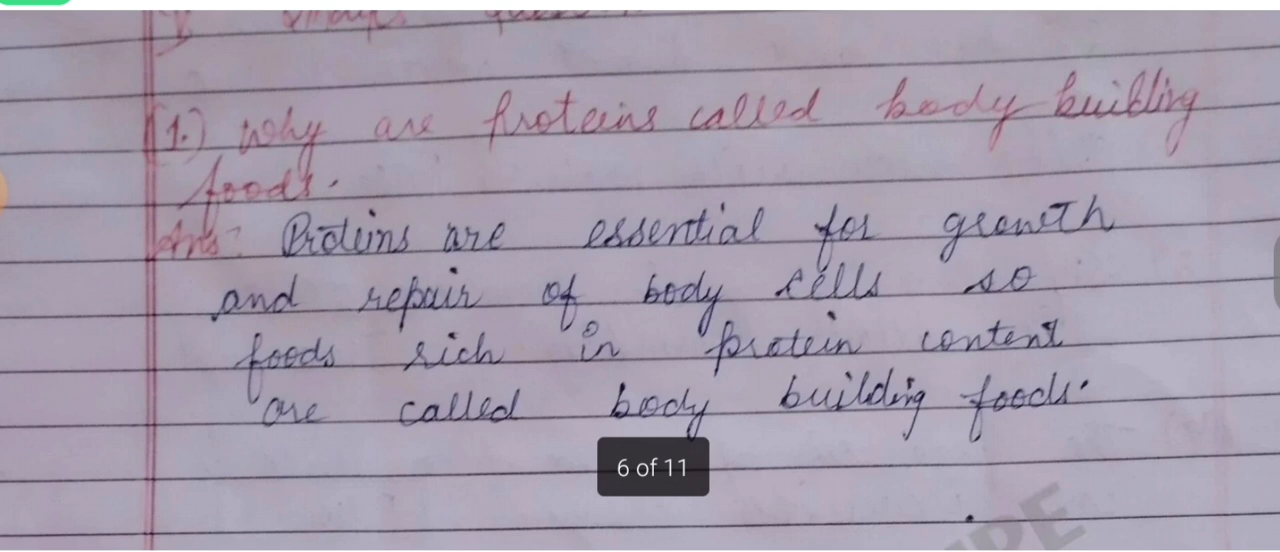 (1.) Why are Proteins called body building
foods.
Ans: Proteins are essential for growth
and repair of body cells so
foods rich in protein content
are called body building foods.
6 of 11